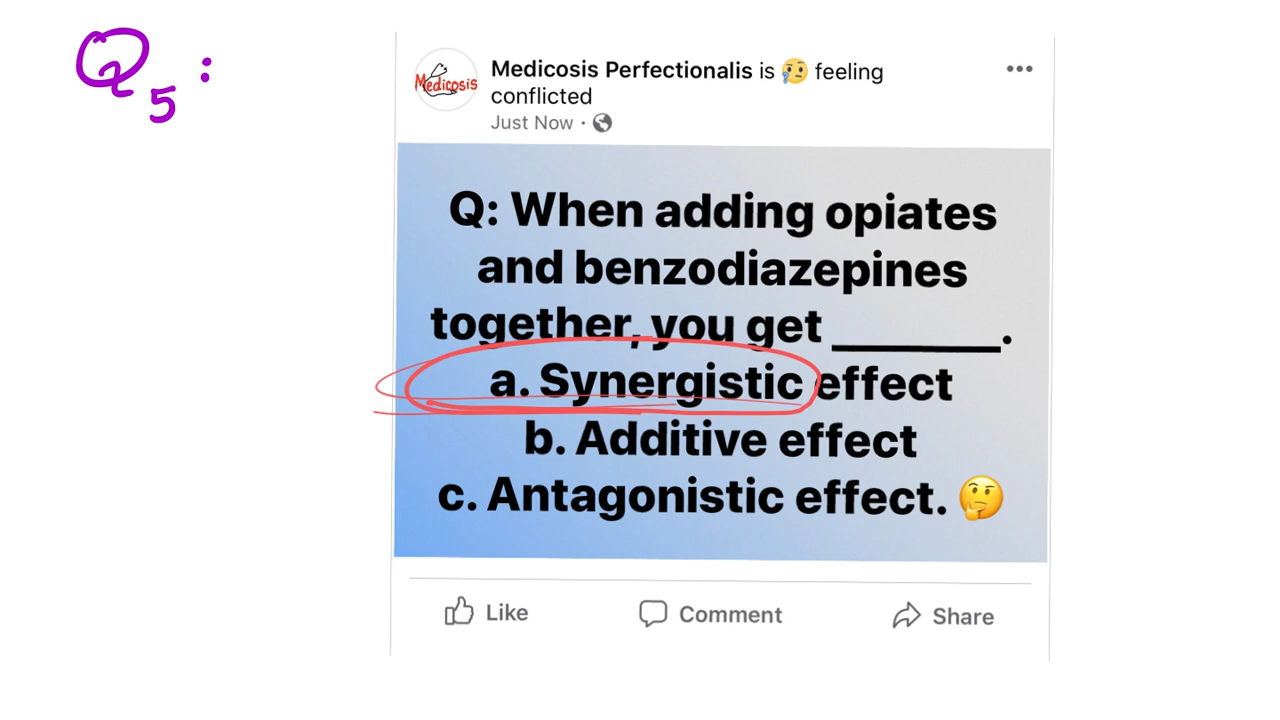 Q5:
Medicosis
Medicosis Perfectionalis is 😢 feeling
conflicted
Just Now ·
Q: When adding opiates
and benzodiazepines
together, you get ______.
a. Synergistic effect
b. Additive effect
c. Antagonistic effect. 🤔
Like
Comment
Share